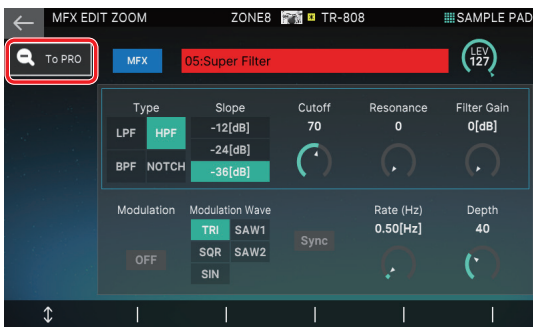 MFX EDIT ZOOM ZONE8 TR-808 SAMPLE PAD
To PRO MFX 05:Super Filter LEV 127
Type Slope Cutoff Resonance Filter Gain
LPF HPF -12[dB] 70 0 0[dB]
-24[dB]
BPF NOTCH -36[dB]
Modulation Modulation Wave Rate (Hz) Depth
TRI SAW1 0.50[Hz] 40
OFF SQR SAW2 Sync
SIN